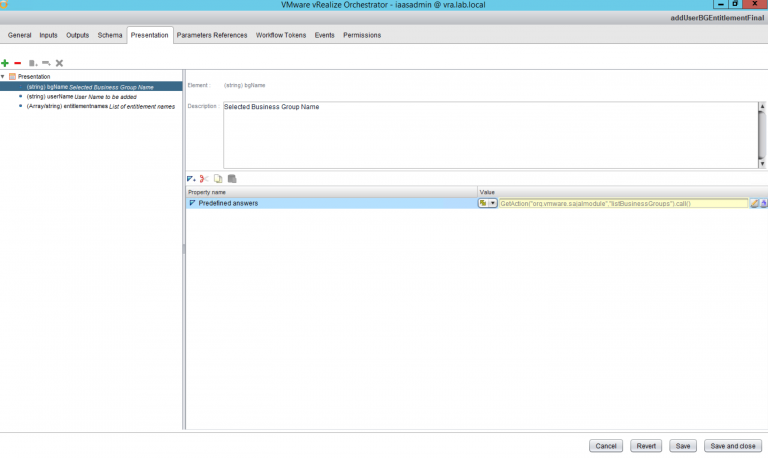 VMware vRealize Orchestrator - iaasadmin @ vra.lab.local
addUserBGEntitlementFinal
General Inputs Outputs Schema Presentation Parameters References Workflow Tokens Events Permissions
Presentation
(string) bgName Selected Business Group Name
(string) userName User Name to be added
(Array/string) entitlementnames List of entitlement names
Element : (string) bgName
Description : Selected Business Group Name
Property name Value
Predefined answers GetAction("org.vmware.sajalmodule","listBusinessGroups").call()
Cancel Revert Save Save and close